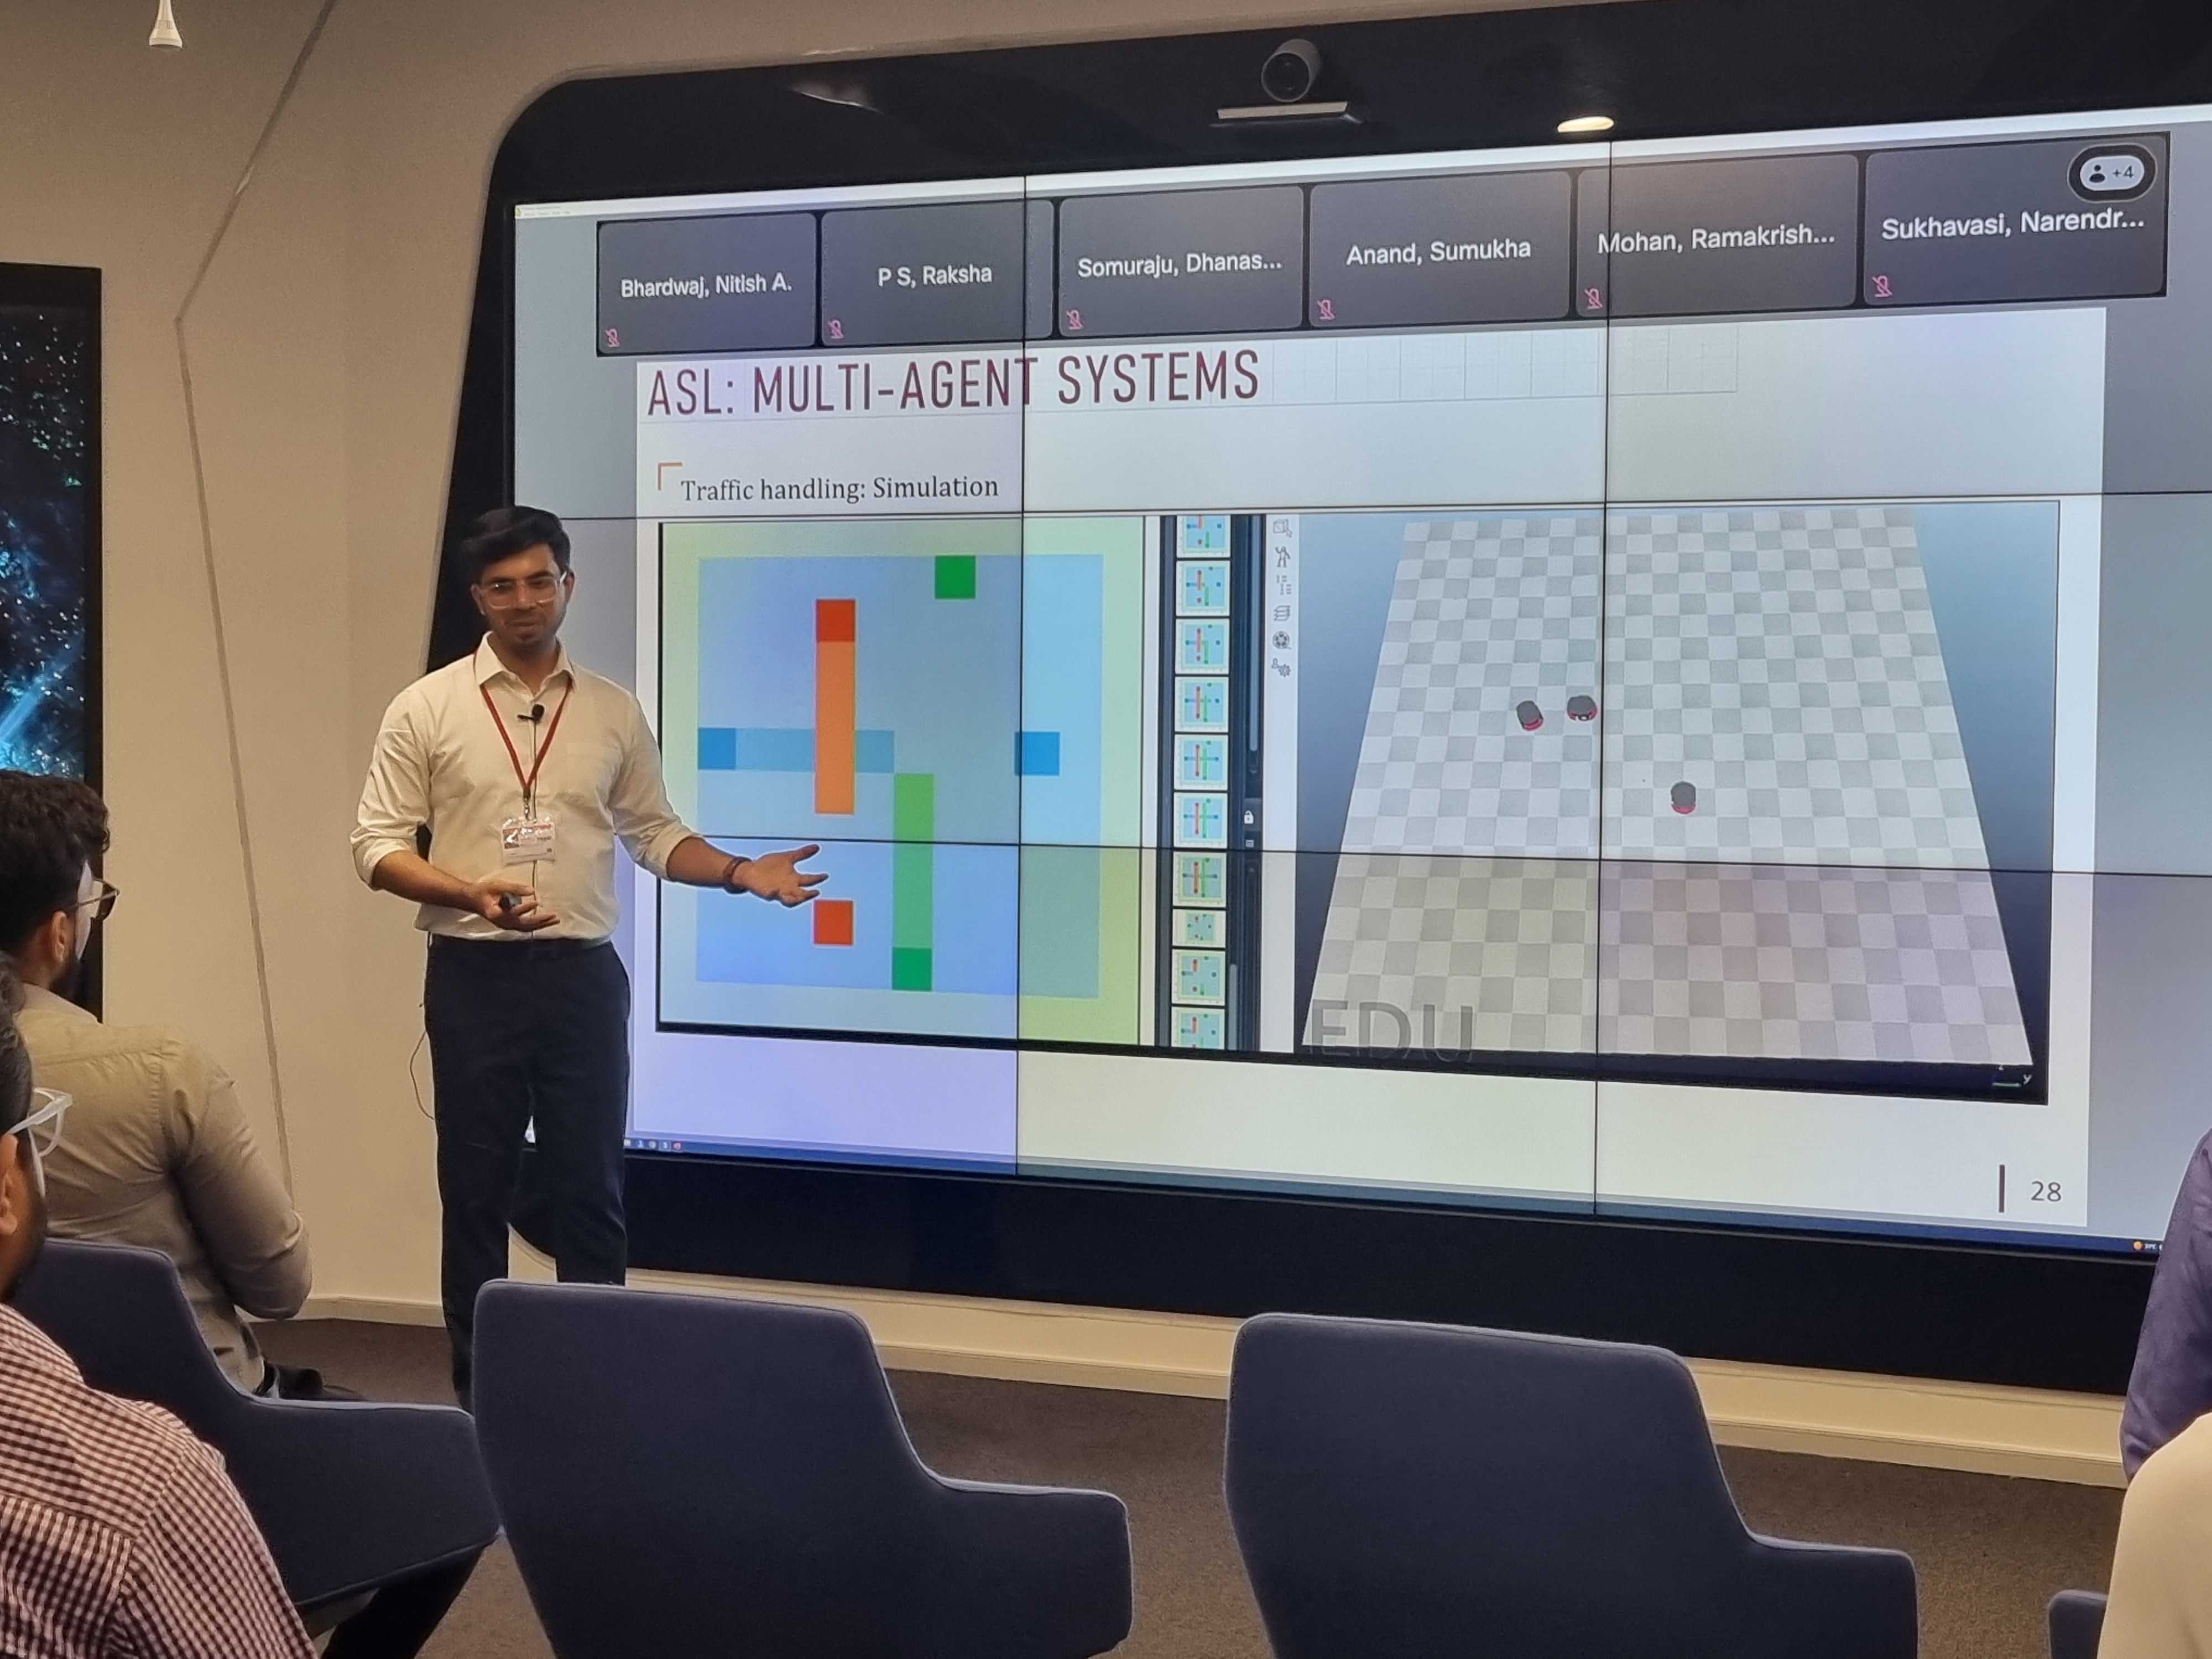 +4
Bhardwaj, Nitish A.
P S, Raksha
Somuraju, Dhanas...
Anand, Sumukha
Mohan, Ramakrish...
Sukhavasi, Narendr...
ASL: MULTI-AGENT SYSTEMS
Traffic handling: Simulation
EDU
y
28